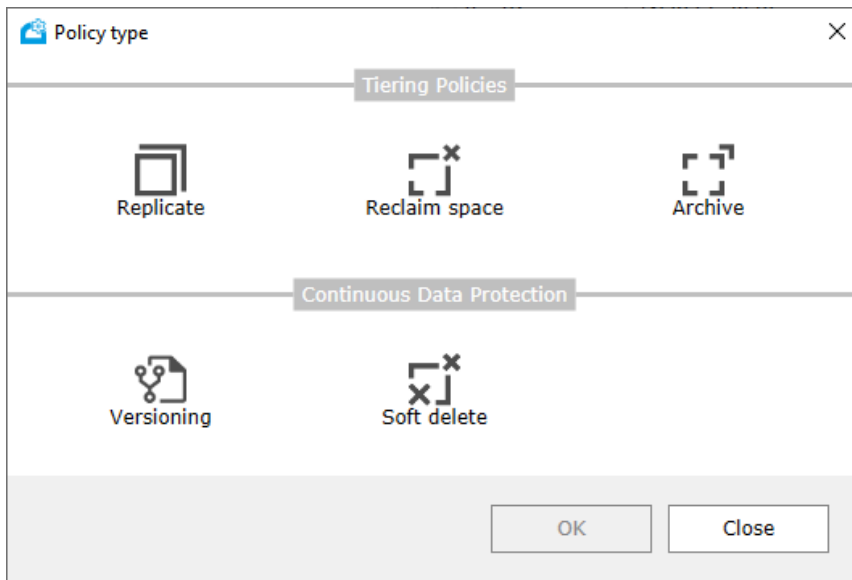 Policy type
Tiering Policies
Replicate
Reclaim space
Archive
Continuous Data Protection
Versioning
Soft delete
OK
Close